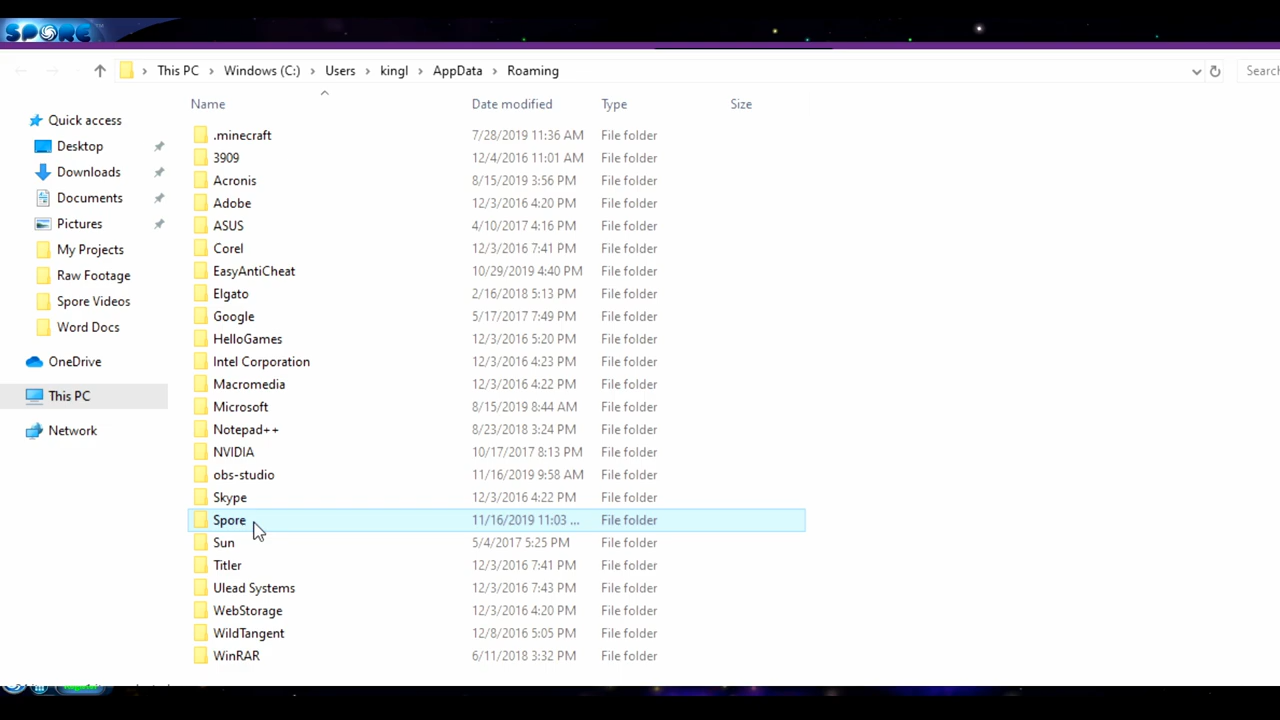 SPORE™
This PC > Windows (C:) > Users > kingl > AppData > Roaming
Search
Name Date modified Type Size
Quick access
Desktop
Downloads
Documents
Pictures
My Projects
Raw Footage
Spore Videos
Word Docs
OneDrive
This PC
Network
.minecraft 7/28/2019 11:36 AM File folder
3909 12/4/2016 11:01 AM File folder
Acronis 8/15/2019 3:56 PM File folder
Adobe 12/3/2016 4:20 PM File folder
ASUS 4/10/2017 4:16 PM File folder
Corel 12/3/2016 7:41 PM File folder
EasyAntiCheat 10/29/2019 4:40 PM File folder
Elgato 2/16/2018 5:13 PM File folder
Google 5/17/2017 7:49 PM File folder
HelloGames 12/3/2016 5:20 PM File folder
Intel Corporation 12/3/2016 4:23 PM File folder
Macromedia 12/3/2016 4:22 PM File folder
Microsoft 8/15/2019 8:44 AM File folder
Notepad++ 8/23/2018 3:24 PM File folder
NVIDIA 10/17/2017 8:13 PM File folder
obs-studio 11/16/2019 9:58 AM File folder
Skype 12/3/2016 4:22 PM File folder
Spore 11/16/2019 11:03 ... File folder
Sun 5/4/2017 5:25 PM File folder
Titler 12/3/2016 7:41 PM File folder
Ulead Systems 12/3/2016 7:43 PM File folder
WebStorage 12/3/2016 4:20 PM File folder
WildTangent 12/8/2016 5:05 PM File folder
WinRAR 6/11/2018 3:32 PM File folder